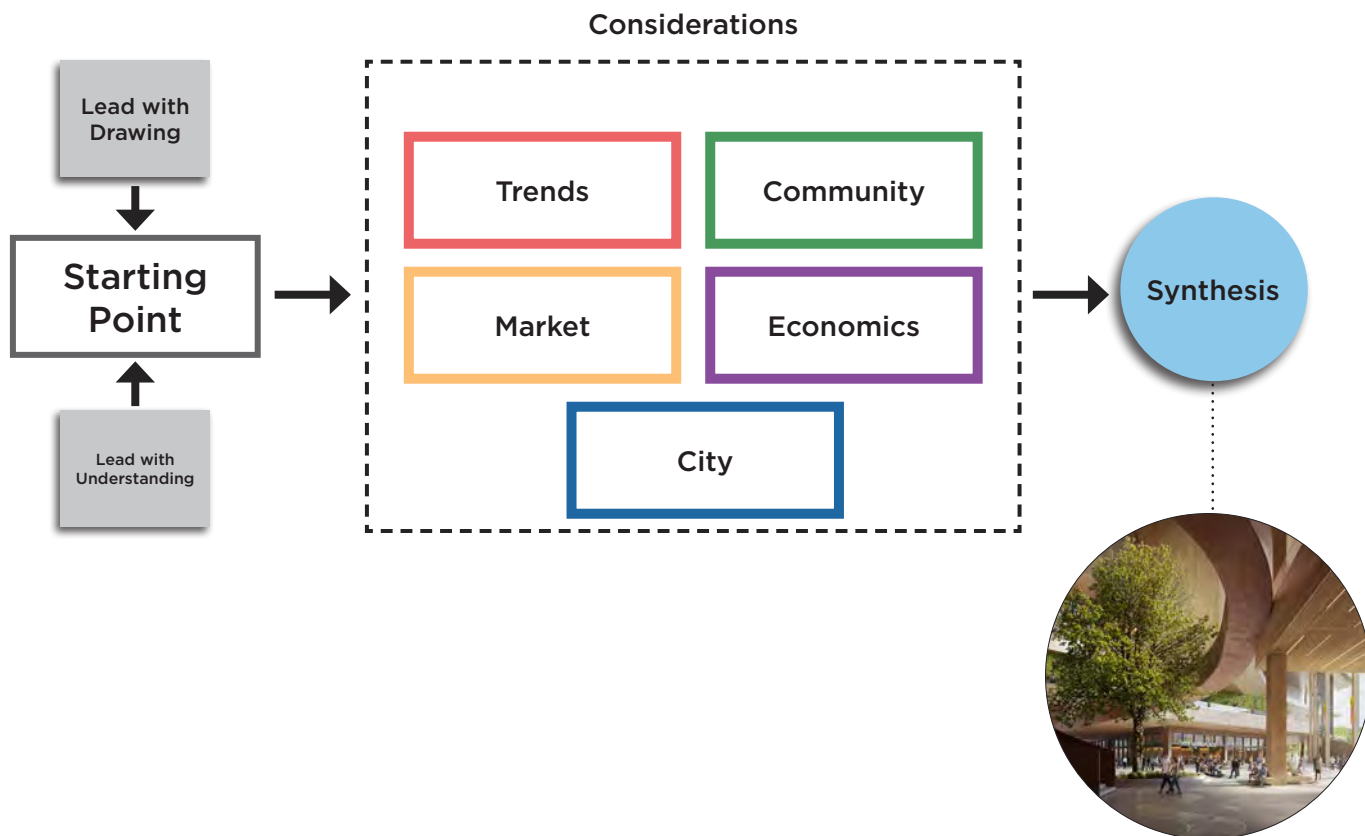 Considerations
Lead with
Drawing
Starting
Point
Lead with
Understanding
Trends
Community
Market
Economics
City
Synthesis